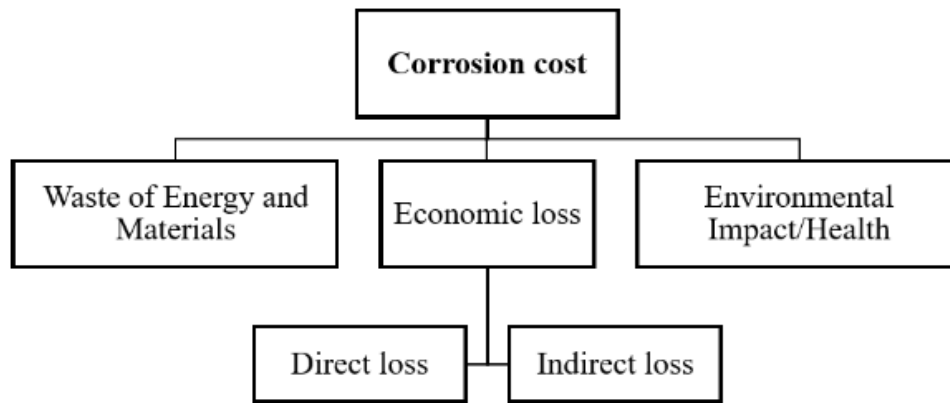 Corrosion cost
Waste of Energy and
Materials
Economic loss
Environmental
Impact/Health
Direct loss
Indirect loss